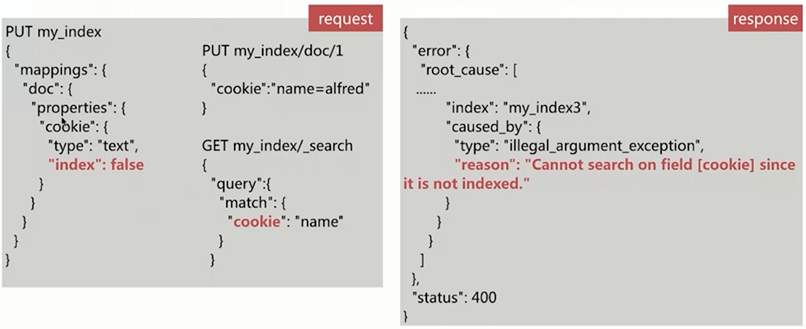 request
PUT my_index
{
"mappings": {
"doc": {
"properties": {
"cookie": {
"type": "text",
"index": false
}
}
}
}
}
PUT my_index/doc/1
{
"cookie":"name=alfred"
}
GET my_index/_search
{
"query":{
"match": {
"cookie": "name"
}
}
response
{
"error": {
"root_cause": [
......
"index": "my_index3",
"caused_by": {
"type": "illegal_argument_exception",
"reason": "Cannot search on field [cookie] since
it is not indexed."
}
}
}
]
},
"status": 400
}